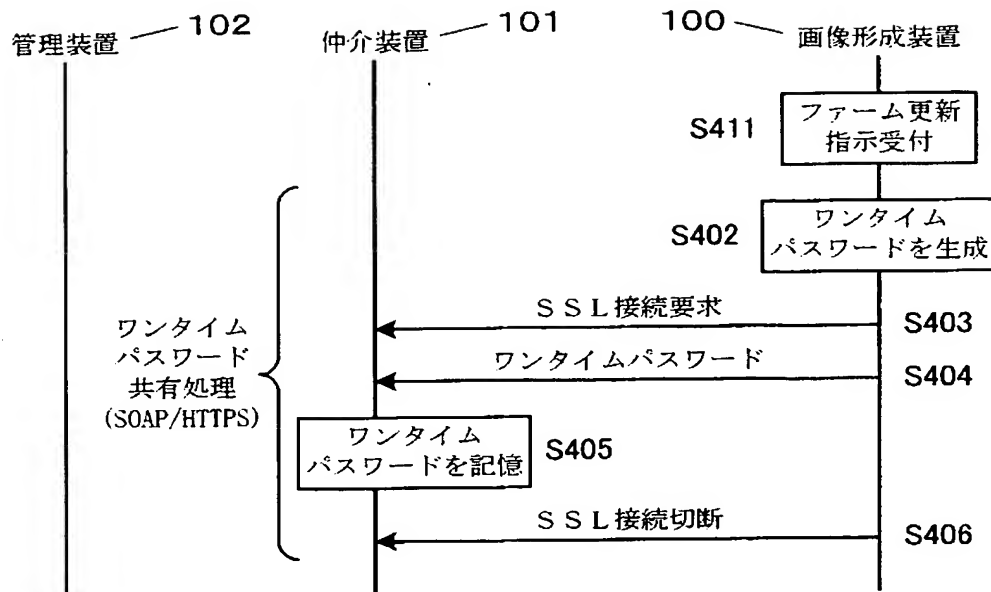 管理装置 102
仲介装置 101
100 画像形成装置
S411
ファーム更新
指示受付
S402
ワンタイム
パスワードを生成
SSL接続要求
S403
ワンタイムパスワード
S404
ワンタイム
パスワード
共有処理
(SOAP/HTTPS)
ワンタイム
パスワードを記憶
S405
SSL接続切断
S406